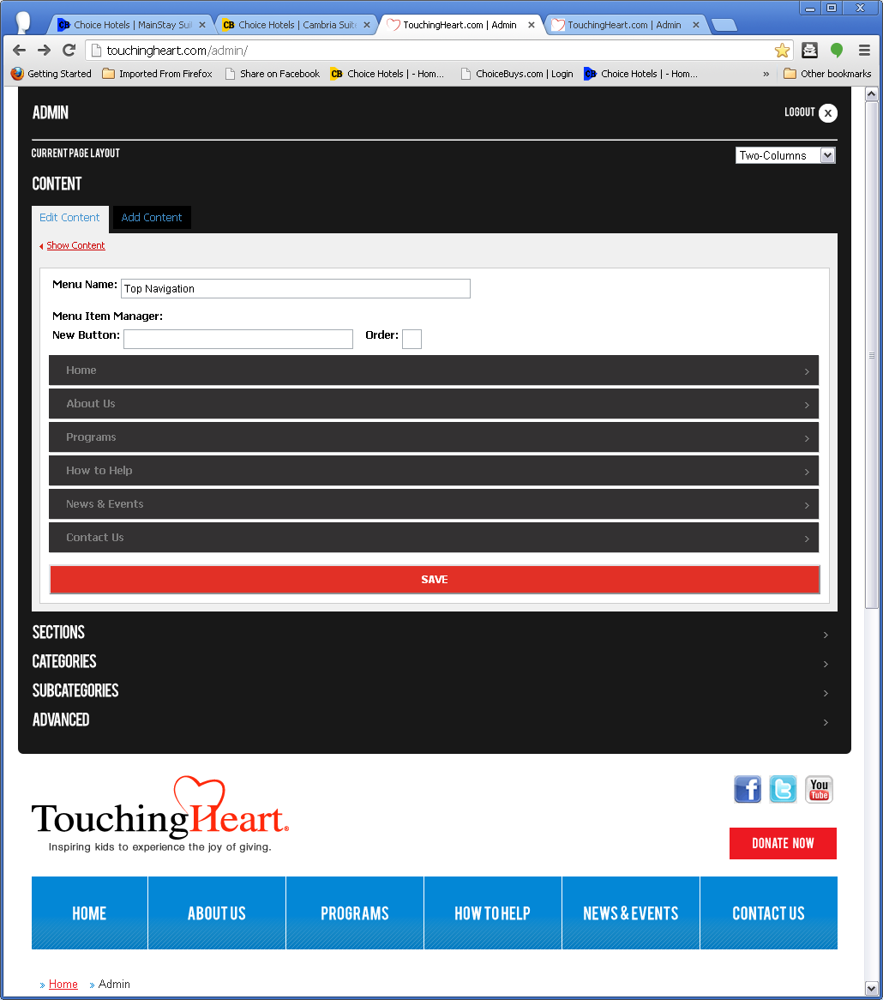 Choice Hotels | MainStay Sui
Choice Hotels | Cambria Suite
TouchingHeart.com | Admin
TouchingHeart.com | Admin
touchingheart.com/admin/
Getting Started
Imported From Firefox
Share on Facebook
CB Choice Hotels | - Hom...
ChoiceBuys.com | Login
CB Choice Hotels | - Hom...
»
Other bookmarks
ADMIN
LOGOUT X
CURRENT PAGE LAYOUT
Two-Columns
CONTENT
Edit Content
Add Content
Show Content
Menu Name: Top Navigation
Menu Item Manager:
New Button:
Order:
Home
About Us
Programs
How to Help
News & Events
Contact Us
SAVE
SECTIONS
CATEGORIES
SUBCATEGORIES
ADVANCED
f
t
You Tube
TouchingHeart®
Inspiring kids to experience the joy of giving.
DONATE NOW
HOME
ABOUT US
PROGRAMS
HOW TO HELP
NEWS & EVENTS
CONTACT US
» Home » Admin